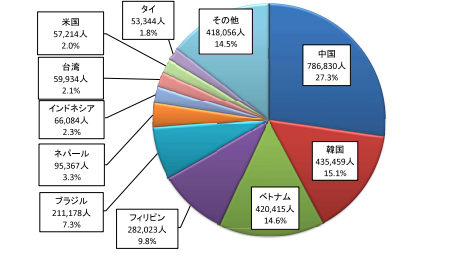 中国
786,830人
27.3%
韓国
435,459人
15.1%
ベトナム
420,415人
14.6%
フィリピン
282,023人
9.8%
ブラジル
211,178人
7.3%
ネパール
95,367人
3.3%
インドネシア
66,084人
2.3%
台湾
59,934人
2.1%
米国
57,214人
2.0%
タイ
53,344人
1.8%
その他
418,056人
14.5%